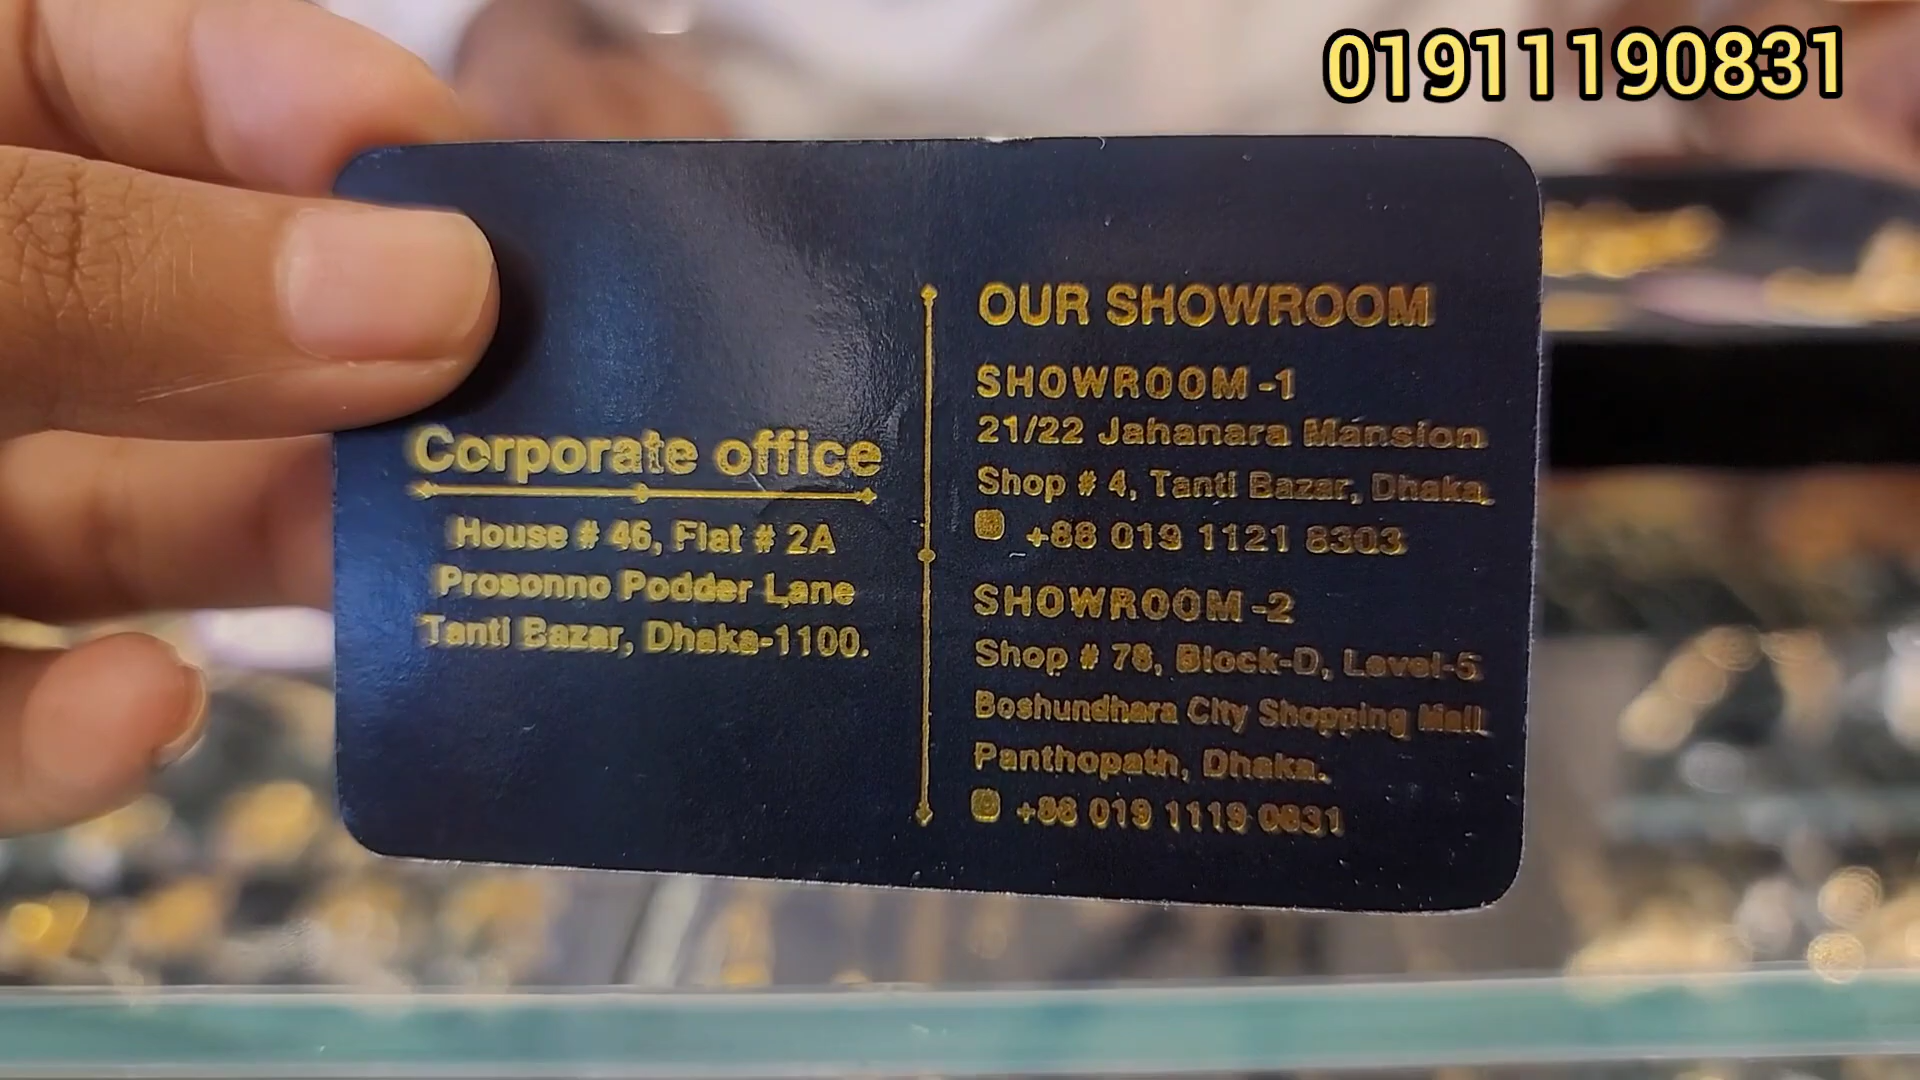 01911190831
Corporate office
House # 46, Flat # 2A
Prosonno Podder Lane
Tanti Bazar, Dhaka-1100.
OUR SHOWROOM
SHOWROOM -1
21/22 Jahanara Mansion
Shop # 4, Tanti Bazar, Dhaka.
+88 019 1121 8303
SHOWROOM -2
Shop # 78, Block-D, Level-5
Boshundhara City Shopping Mall
Panthopath, Dhaka.
+88 019 1119 0831